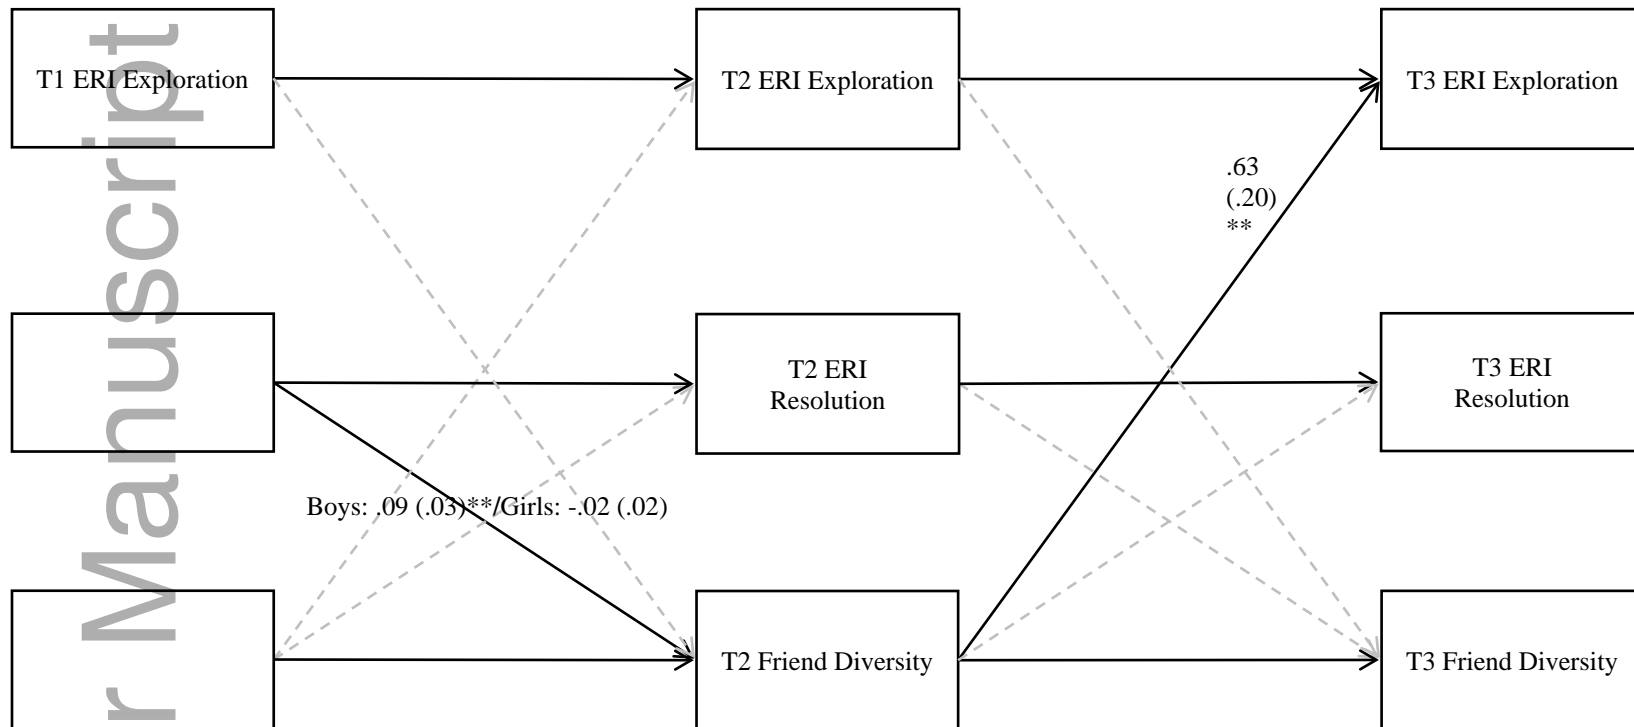 T1 ERI Exploration
T2 ERI Exploration
T3 ERI Exploration
.63
(.20)
**
T2 ERI
Resolution
T3 ERI
Resolution
Boys: .09 (.03)**/Girls: -.02 (.02)
T2 Friend Diversity
T3 Friend Diversity
r Manuscript